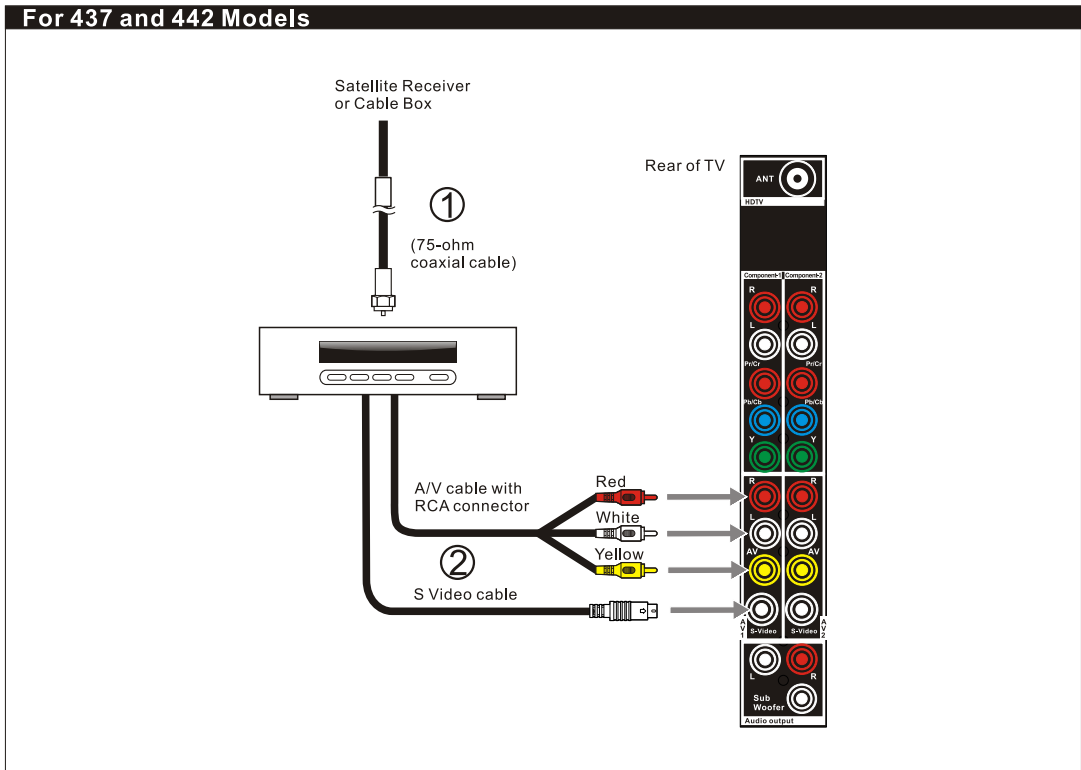 For 437 and 442 Models
Satellite Receiver
or Cable Box
1
(75-ohm
coaxial cable)
Rear of TV
ANT
HDTV
Component-1 Component-2
R R
L L
Pr/Cr Pr/Cr
Pb/Cb Pb/Cb
Y Y
A/V cable with
RCA connector
Red
White
Yellow
2
S Video cable
R R
L L
AV AV
S-Video S-Video
AV1 AV2
L R
Sub
Woofer
Audio output